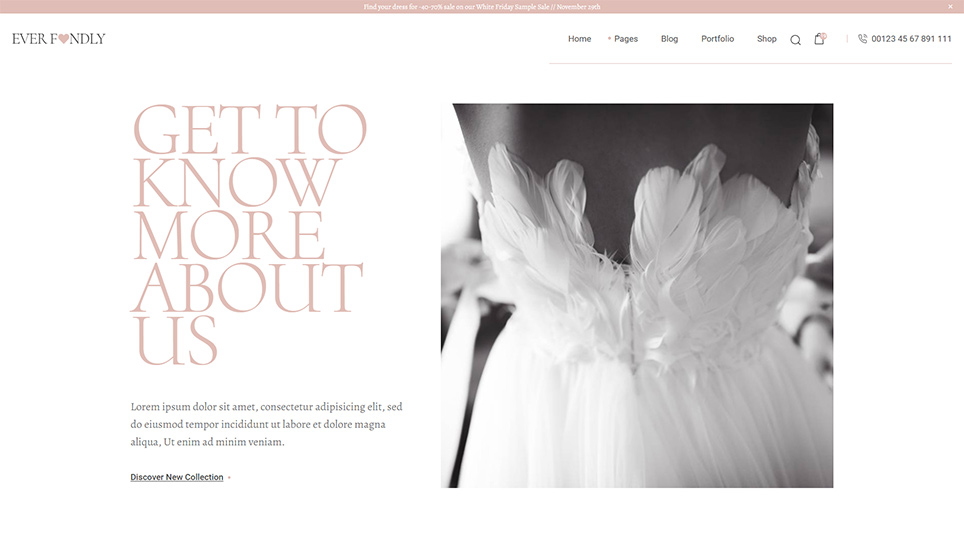 Find your dress for -40-70% sale on our White Friday Sample Sale // November 29th
×
EVER F♥NDLY
Home
Pages
Blog
Portfolio
Shop
00123 45 67 891 111
GET TO
KNOW
MORE
ABOUT
US
Lorem ipsum dolor sit amet, consectetur adipisicing elit, sed
do eiusmod tempor incididunt ut labore et dolore magna
aliqua, Ut enim ad minim veniam.
Discover New Collection